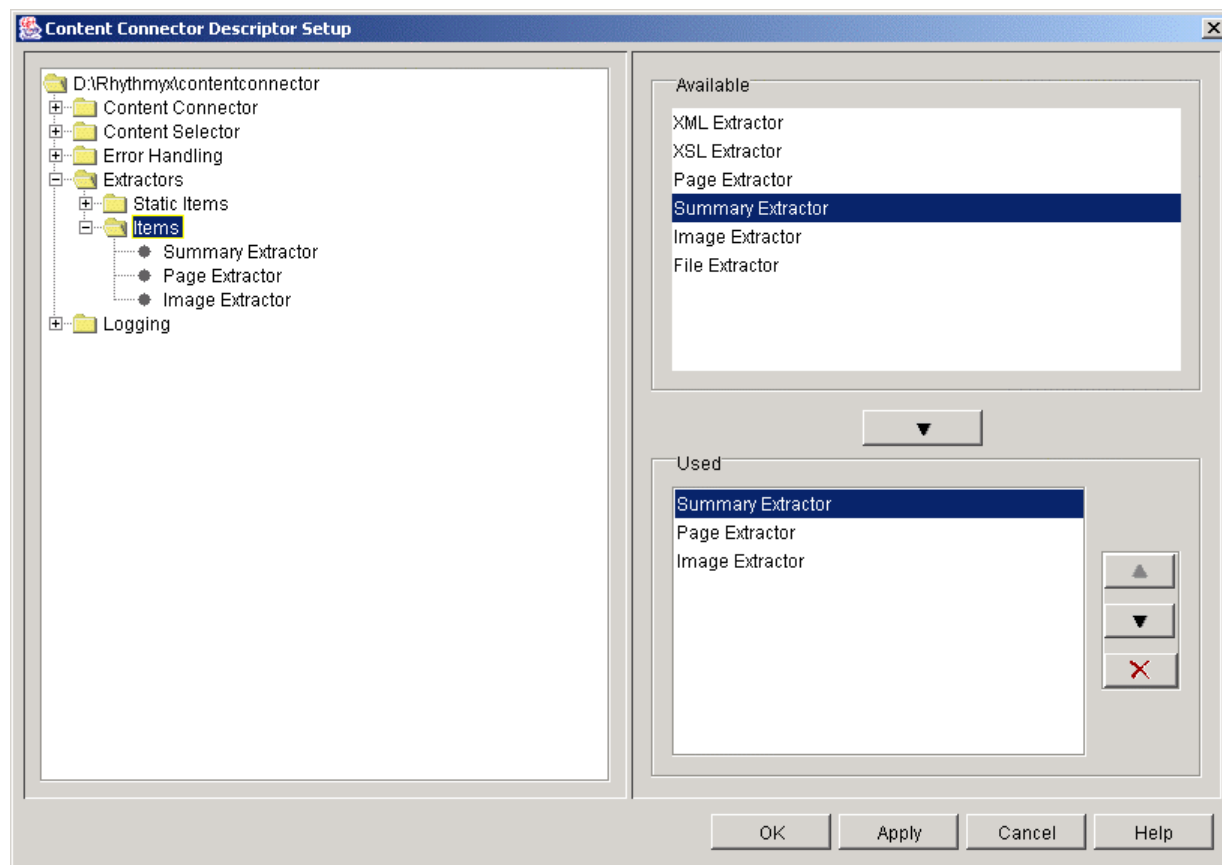 Content Connector Descriptor Setup
D:\Rhythmyx\contentconnector
Content Connector
Content Selector
Error Handling
Extractors
Static Items
Items
Summary Extractor
Page Extractor
Image Extractor
Logging
Available
XML Extractor
XSL Extractor
Page Extractor
Summary Extractor
Image Extractor
File Extractor
Used
Summary Extractor
Page Extractor
Image Extractor
OK Apply Cancel Help